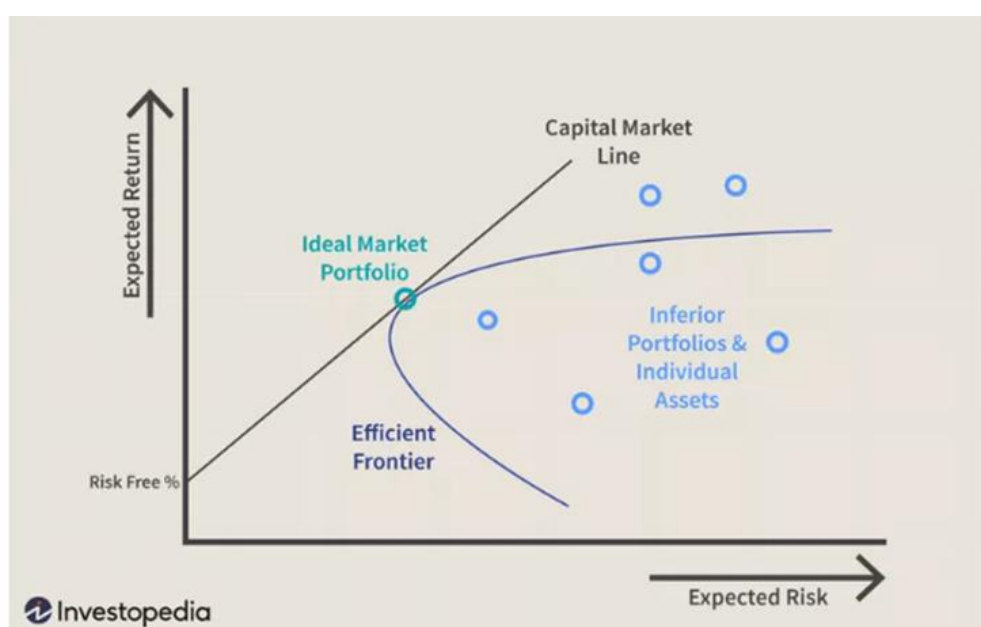 Expected Return
Capital Market
Line
Ideal Market
Portfolio
Inferior
Portfolios &
Individual
Assets
Efficient
Frontier
Risk Free %
Expected Risk
Investopedia